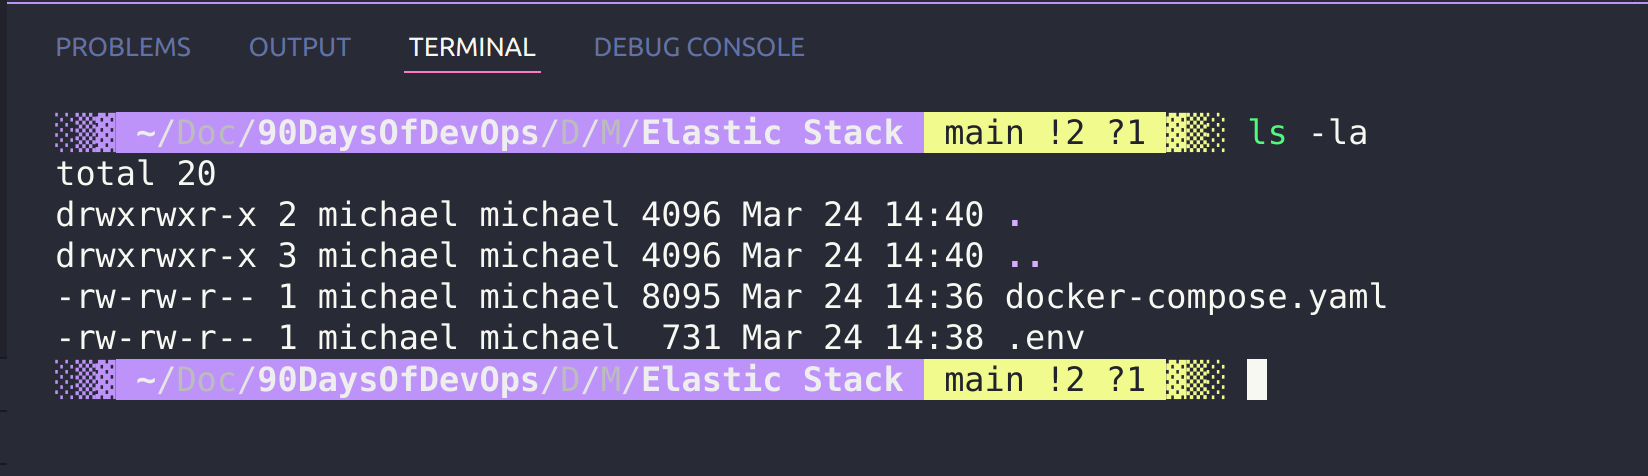 PROBLEMS OUTPUT TERMINAL DEBUG CONSOLE
~/Doc/90DaysOfDevOps/D/M/Elastic Stack main !2 ?1 ls -la
total 20
drwxrwxr-x 2 michael michael 4096 Mar 24 14:40 .
drwxrwxr-x 3 michael michael 4096 Mar 24 14:40 ..
-rw-rw-r-- 1 michael michael 8095 Mar 24 14:36 docker-compose.yaml
-rw-rw-r-- 1 michael michael  731 Mar 24 14:38 .env
~/Doc/90DaysOfDevOps/D/M/Elastic Stack main !2 ?1